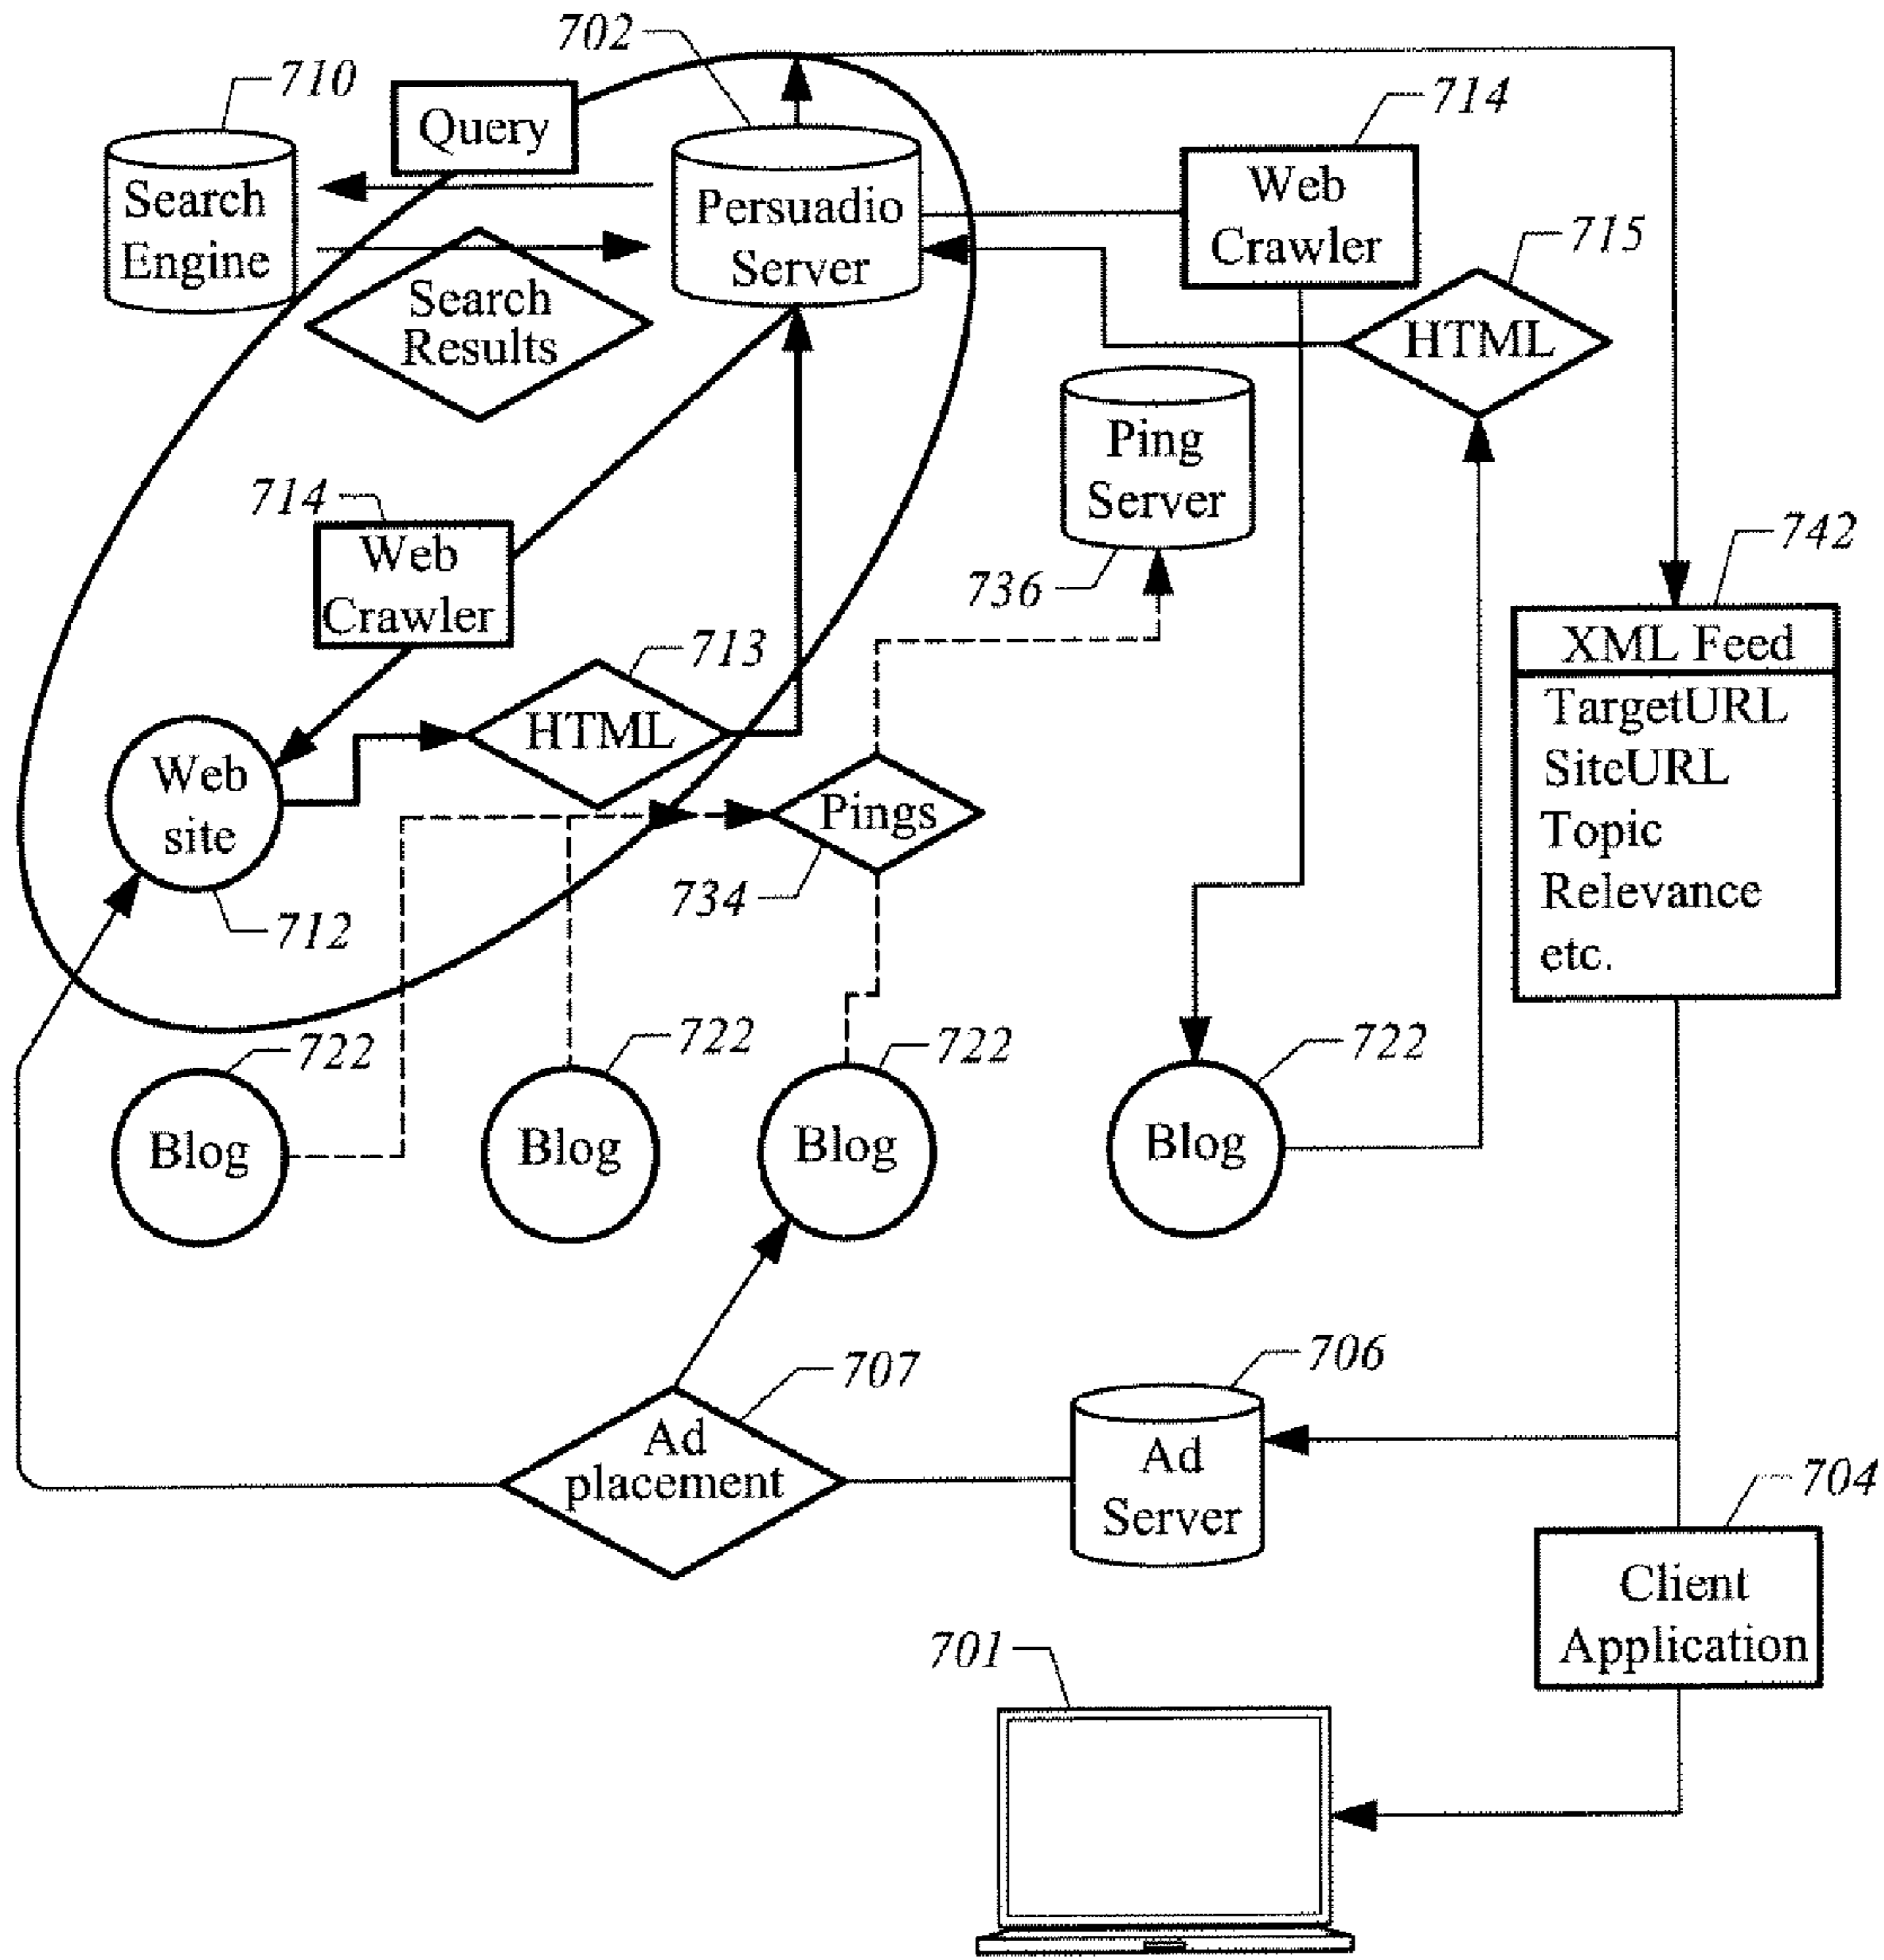 702
710
Query
714
Search
Engine
Persuadio
Server
Web
Crawler
715
Search
Results
HTML
Ping
Server
714
Web
Crawler
736
742
XML Feed
TargetURL
SiteURL
Topic
Relevance
etc.
713
HTML
Web
site
Pings
734
712
722
722
722
722
Blog
Blog
Blog
Blog
707
706
Ad
placement
Ad
Server
704
Client
Application
701